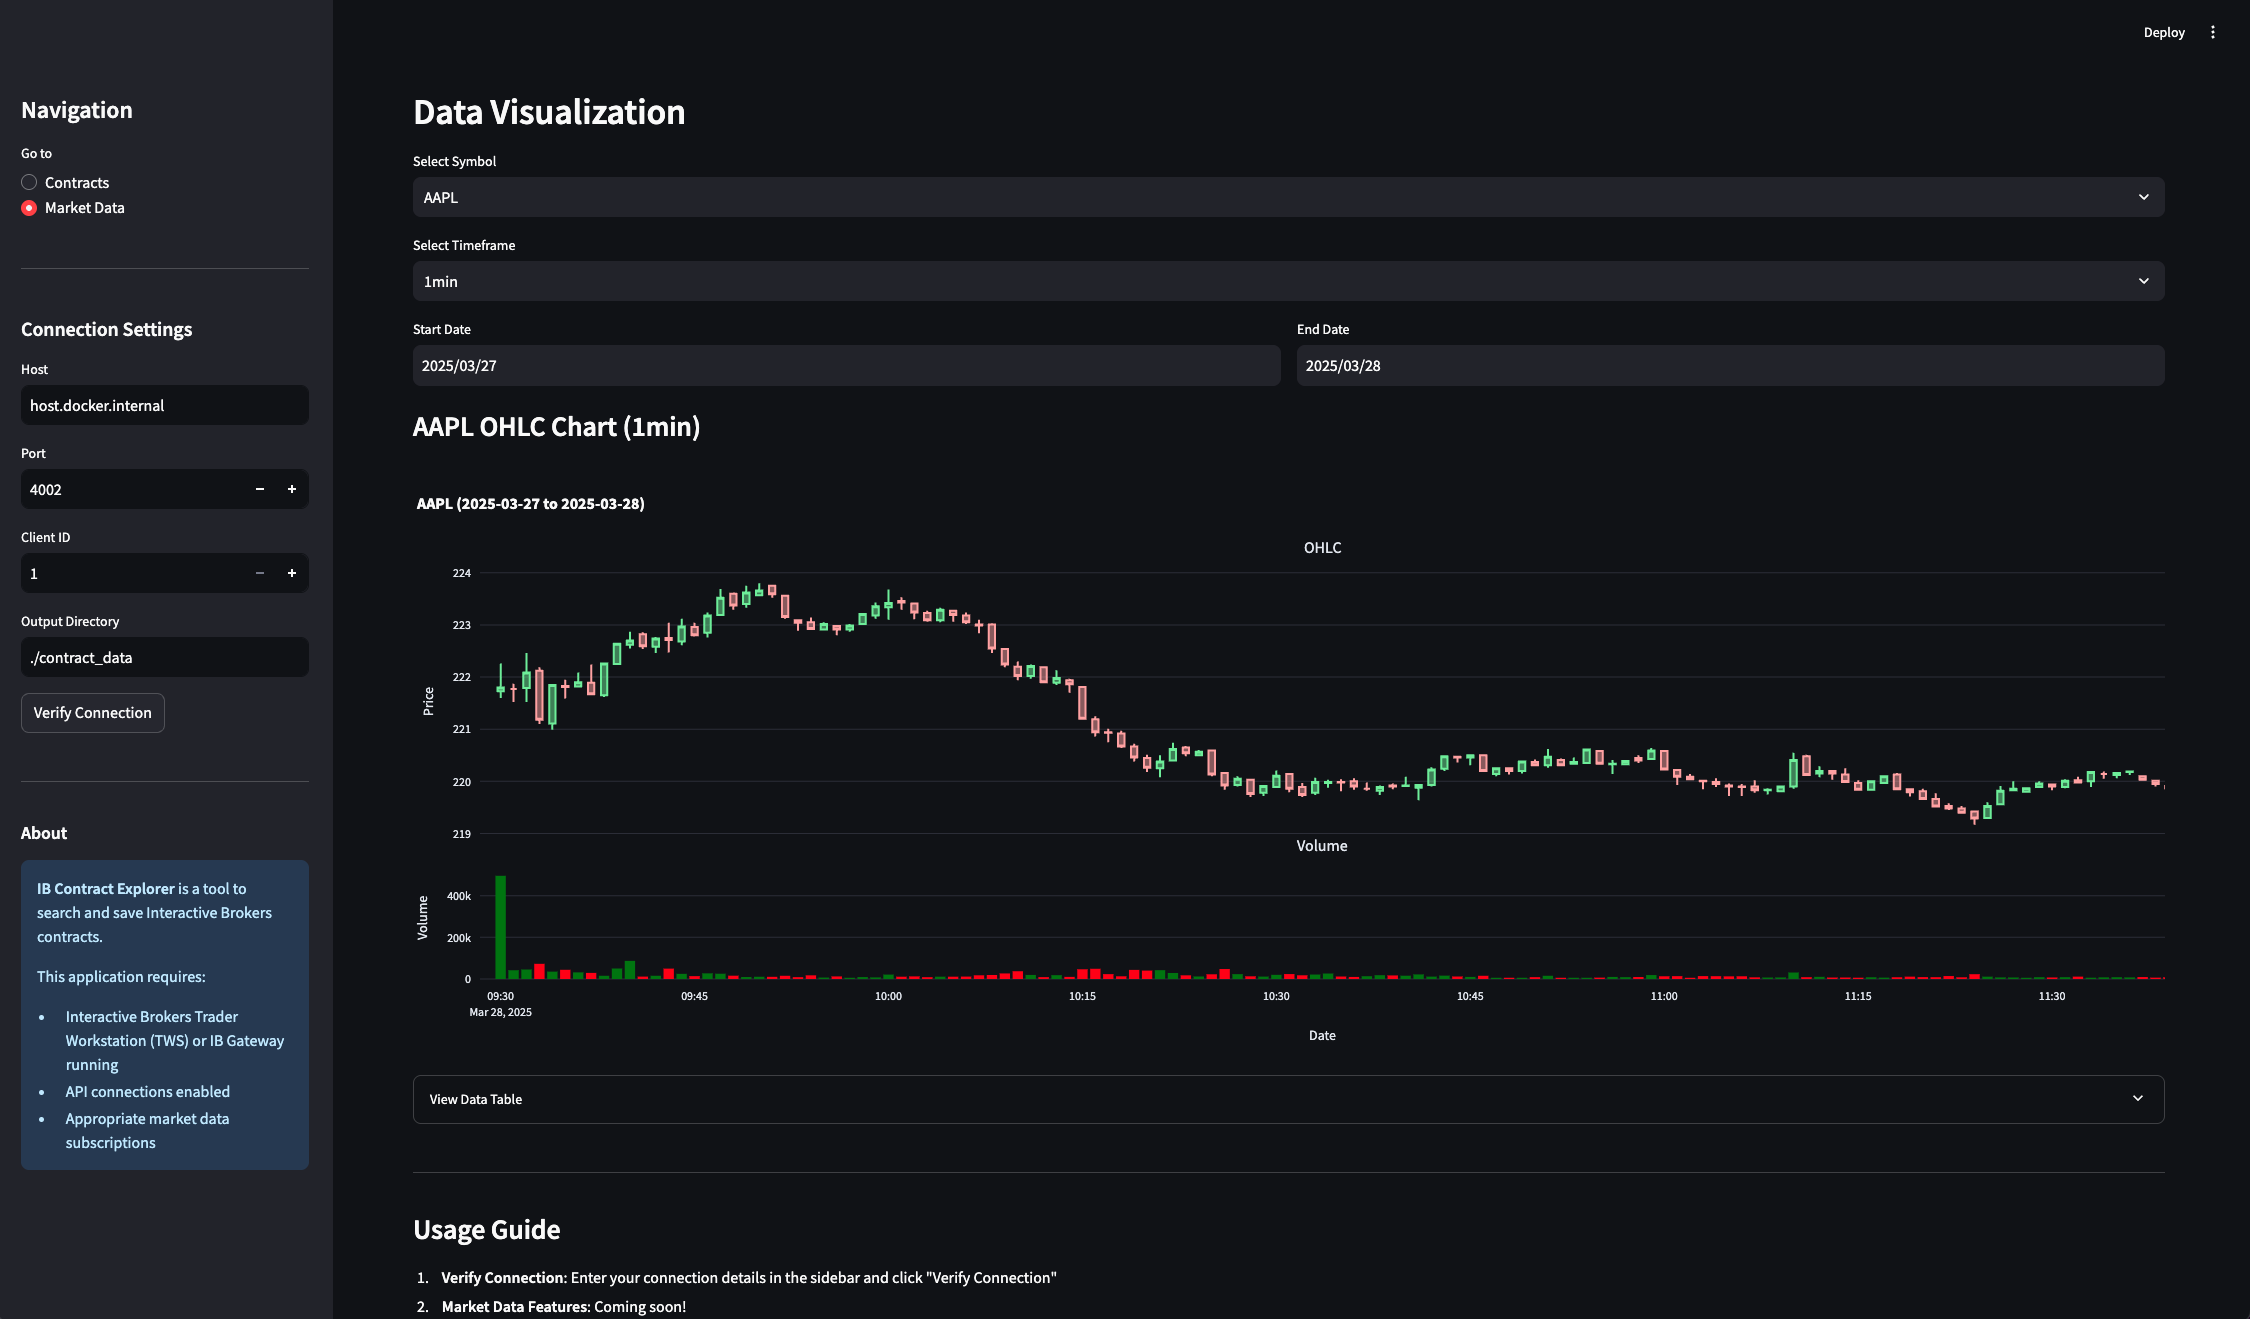 Deploy
Navigation
Go to
Contracts
Market Data
Connection Settings
Host
host.docker.internal
Port
4002
Client ID
1
Output Directory
./contract_data
Verify Connection
About
IB Contract Explorer is a tool to
search and save Interactive Brokers
contracts.
This application requires:
• Interactive Brokers Trader
Workstation (TWS) or IB Gateway
running
• API connections enabled
• Appropriate market data
subscriptions
Data Visualization
Select Symbol
AAPL
Select Timeframe
1min
Start Date
2025/03/27
End Date
2025/03/28
AAPL OHLC Chart (1min)
AAPL (2025-03-27 to 2025-03-28)
OHLC
Price
224
223
222
221
220
219
Volume
Volume
400k
200k
0
09:30 09:45 10:00 10:15 10:30 10:45 11:00 11:15 11:30
Mar 28, 2025
Date
View Data Table
Usage Guide
1. Verify Connection: Enter your connection details in the sidebar and click "Verify Connection"
2. Market Data Features: Coming soon!